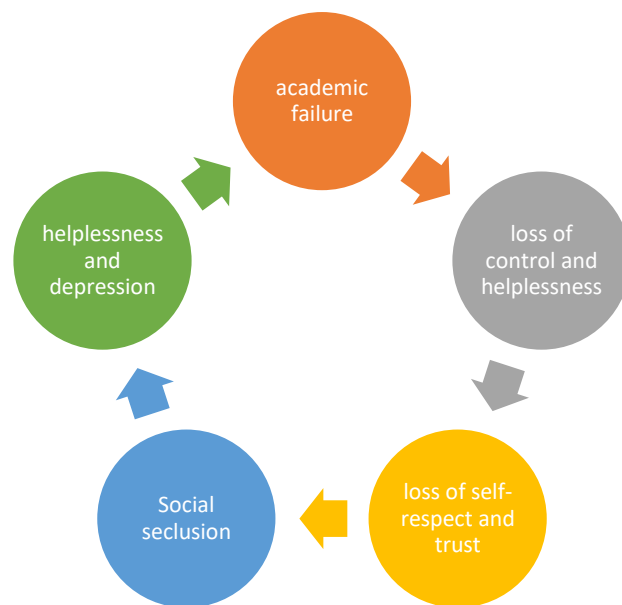 academic
failure
loss of
control and
helplessness
loss of self-
respect and
trust
Social
seclusion
helplessness
and
depression